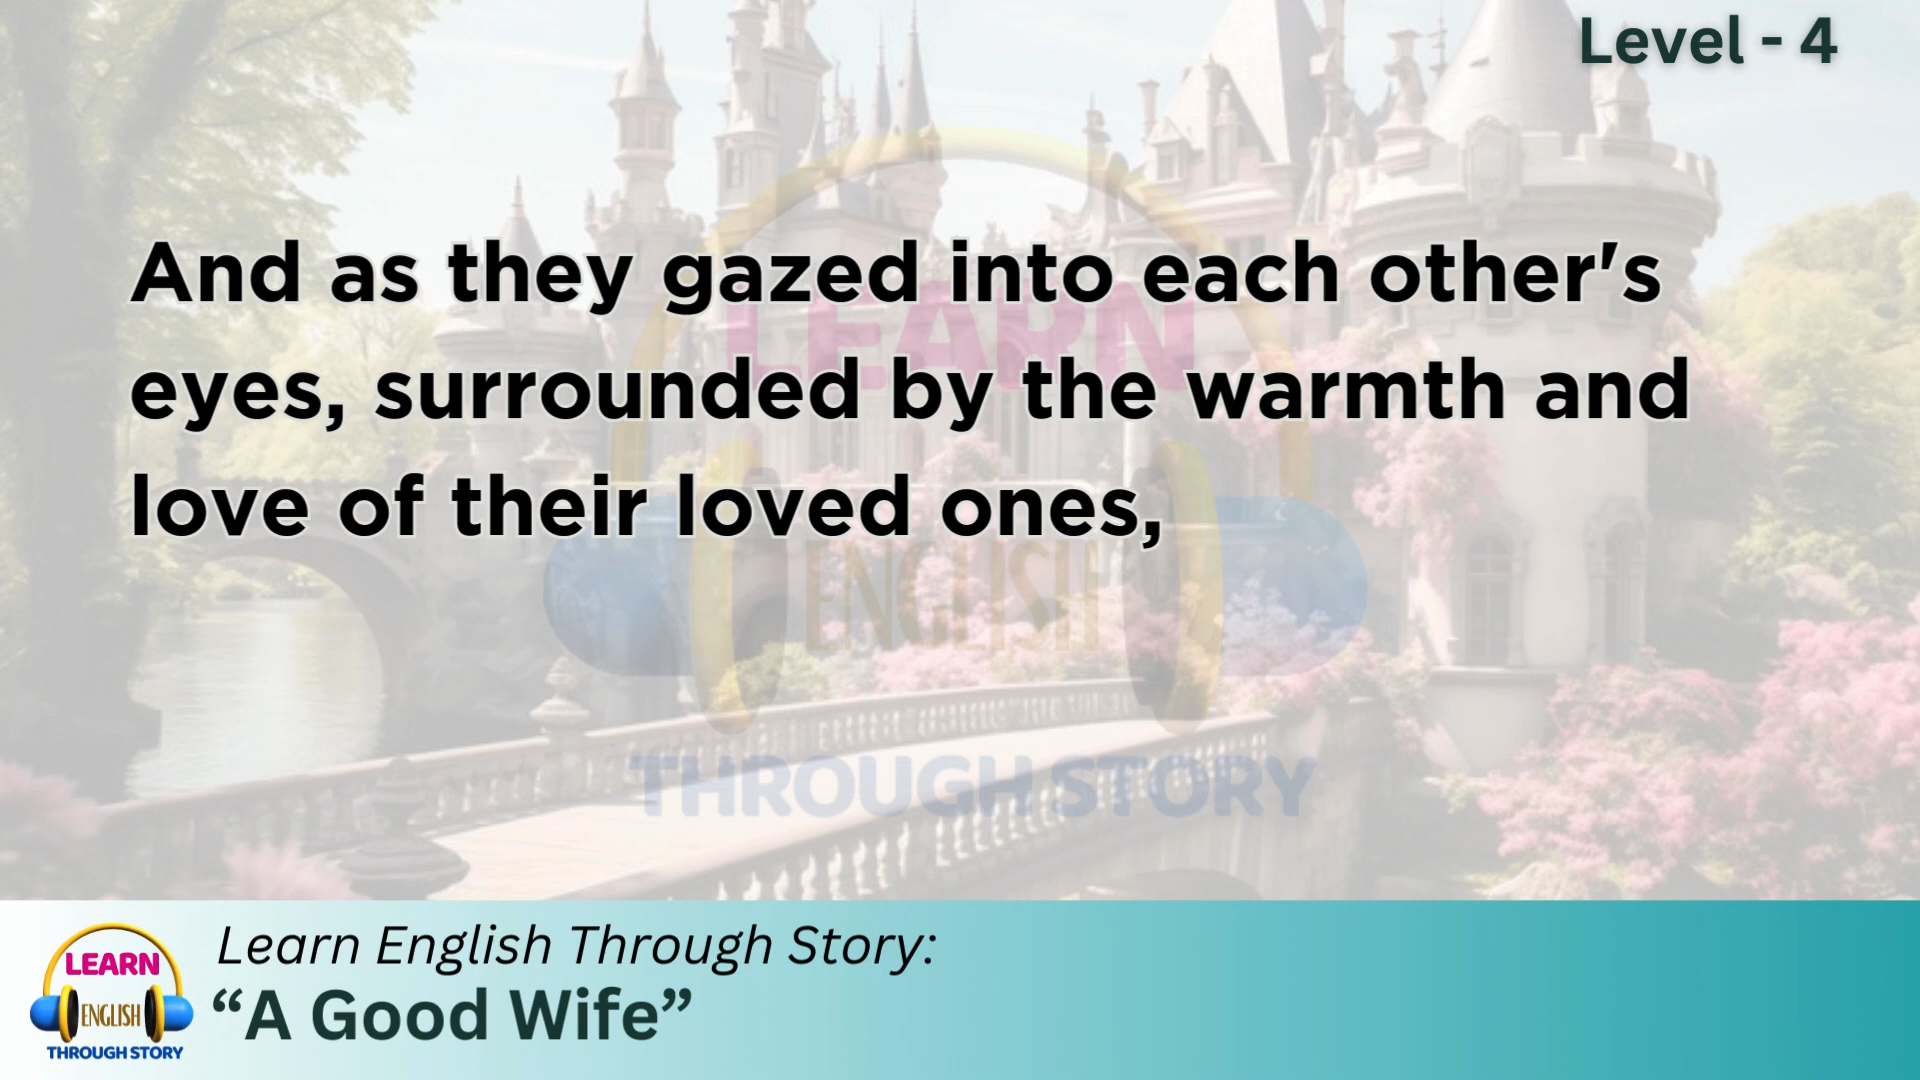 Level - 4
And as they gazed into each other's
eyes, surrounded by the warmth and
love of their loved ones,
LEARN
ENGLISH
THROUGH STORY
Learn English Through Story:
“A Good Wife”
LEARN
ENGLISH
THROUGH STORY